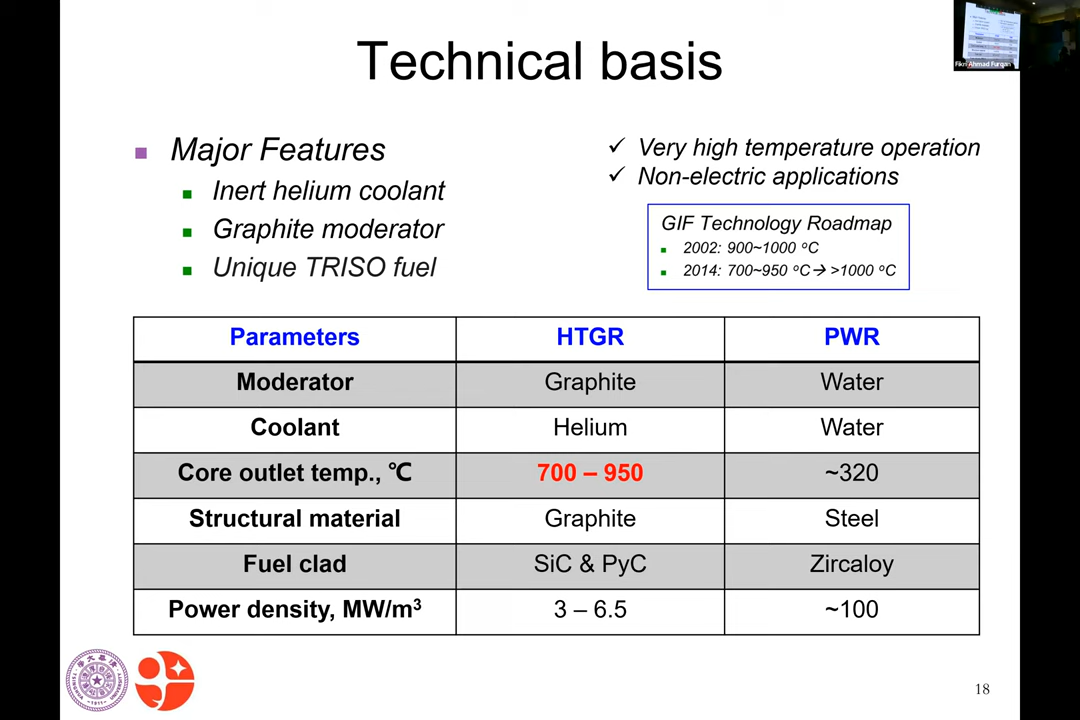 Technical basis
Fikri Ahmad Furqan
Major Features
Inert helium coolant
Graphite moderator
Unique TRISO fuel
✓ Very high temperature operation
✓ Non-electric applications
GIF Technology Roadmap
2002: 900~1000 ᵒC
2014: 700~950 ᵒC→ >1000 ᵒC
Parameters HTGR PWR
Moderator Graphite Water
Coolant Helium Water
Core outlet temp., ℃ 700 – 950 ~320
Structural material Graphite Steel
Fuel clad SiC & PyC Zircaloy
Power density, MW/m³ 3 – 6.5 ~100
18